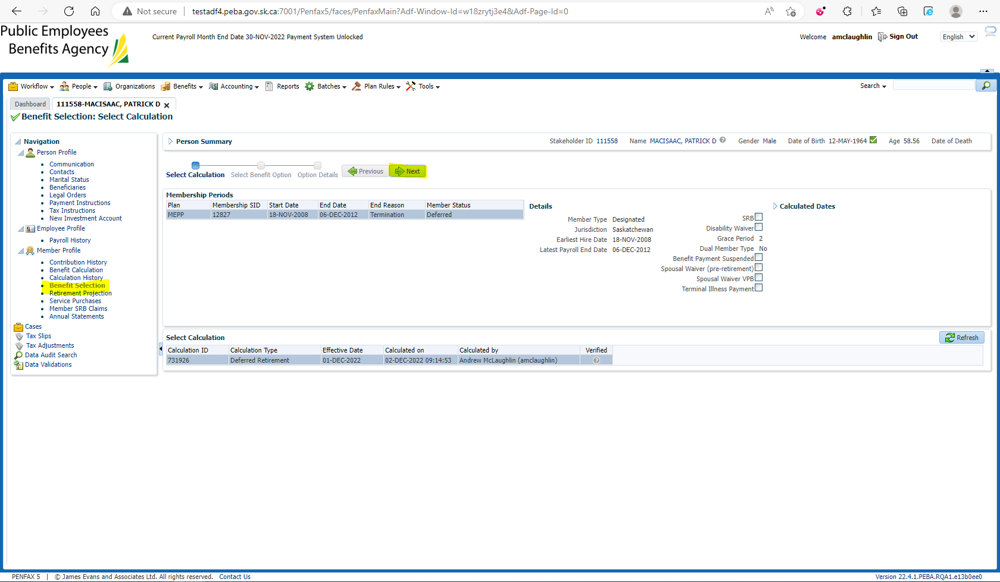 Not secure | testadf4.peba.gov.sk.ca:7001/Penfax5/faces/PenfaxMain?Adf-Window-Id=w18zrytj3e4&Adf-Page-Id=0
Public Employees
Benefits Agency
Current Payroll Month End Date 30-NOV-2022 Payment System Unlocked
Welcome amclaughlin Sign Out English
Workflow People Organizations Benefits Accounting Reports Batches Plan Rules Tools Search
Dashboard 111558-MACISAAC, PATRICK D
Benefit Selection: Select Calculation
Navigation
Person Profile
Communication
Contacts
Marital Status
Beneficiaries
Legal Orders
Payment Instructions
Tax Instructions
New Investment Account
Employee Profile
Payroll History
Member Profile
Contribution History
Benefit Calculation
Calculation History
Benefit Selection
Retirement Projection
Service Purchases
Member SRB Claims
Annual Statements
Cases
Tax Slips
Tax Adjustments
Data Audit Search
Data Validations
Person Summary Stakeholder ID 111558 Name MACISAAC, PATRICK D Gender Male Date of Birth 12-MAY-1964 Age 58.56 Date of Death
Select Calculation Select Benefit Option Option Details Previous Next
Membership Periods
Plan Membership SID Start Date End Date End Reason Member Status
MEPP 12827 18-NOV-2008 06-DEC-2012 Termination Deferred
Details
Member Type Designated
Jurisdiction Saskatchewan
Earliest Hire Date 18-NOV-2008
Latest Payroll End Date 06-DEC-2012
SRB
Disability Waiver
Grace Period 2
Dual Member Type No
Benefit Payment Suspended
Spousal Waiver (pre-retirement)
Spousal Waiver VPB
Terminal Illness Payment
Calculated Dates
Select Calculation Refresh
Calculation ID Calculation Type Effective Date Calculated on Calculated by Verified
731926 Deferred Retirement 01-DEC-2022 02-DEC-2022 09:14:53 Andrew McLaughlin (amclaughlin)
PENFAX 5 | © James Evans and Associates Ltd. All rights reserved. Contact Us
Version 22.4.1.PEBA.RQA1.e13b0ee0